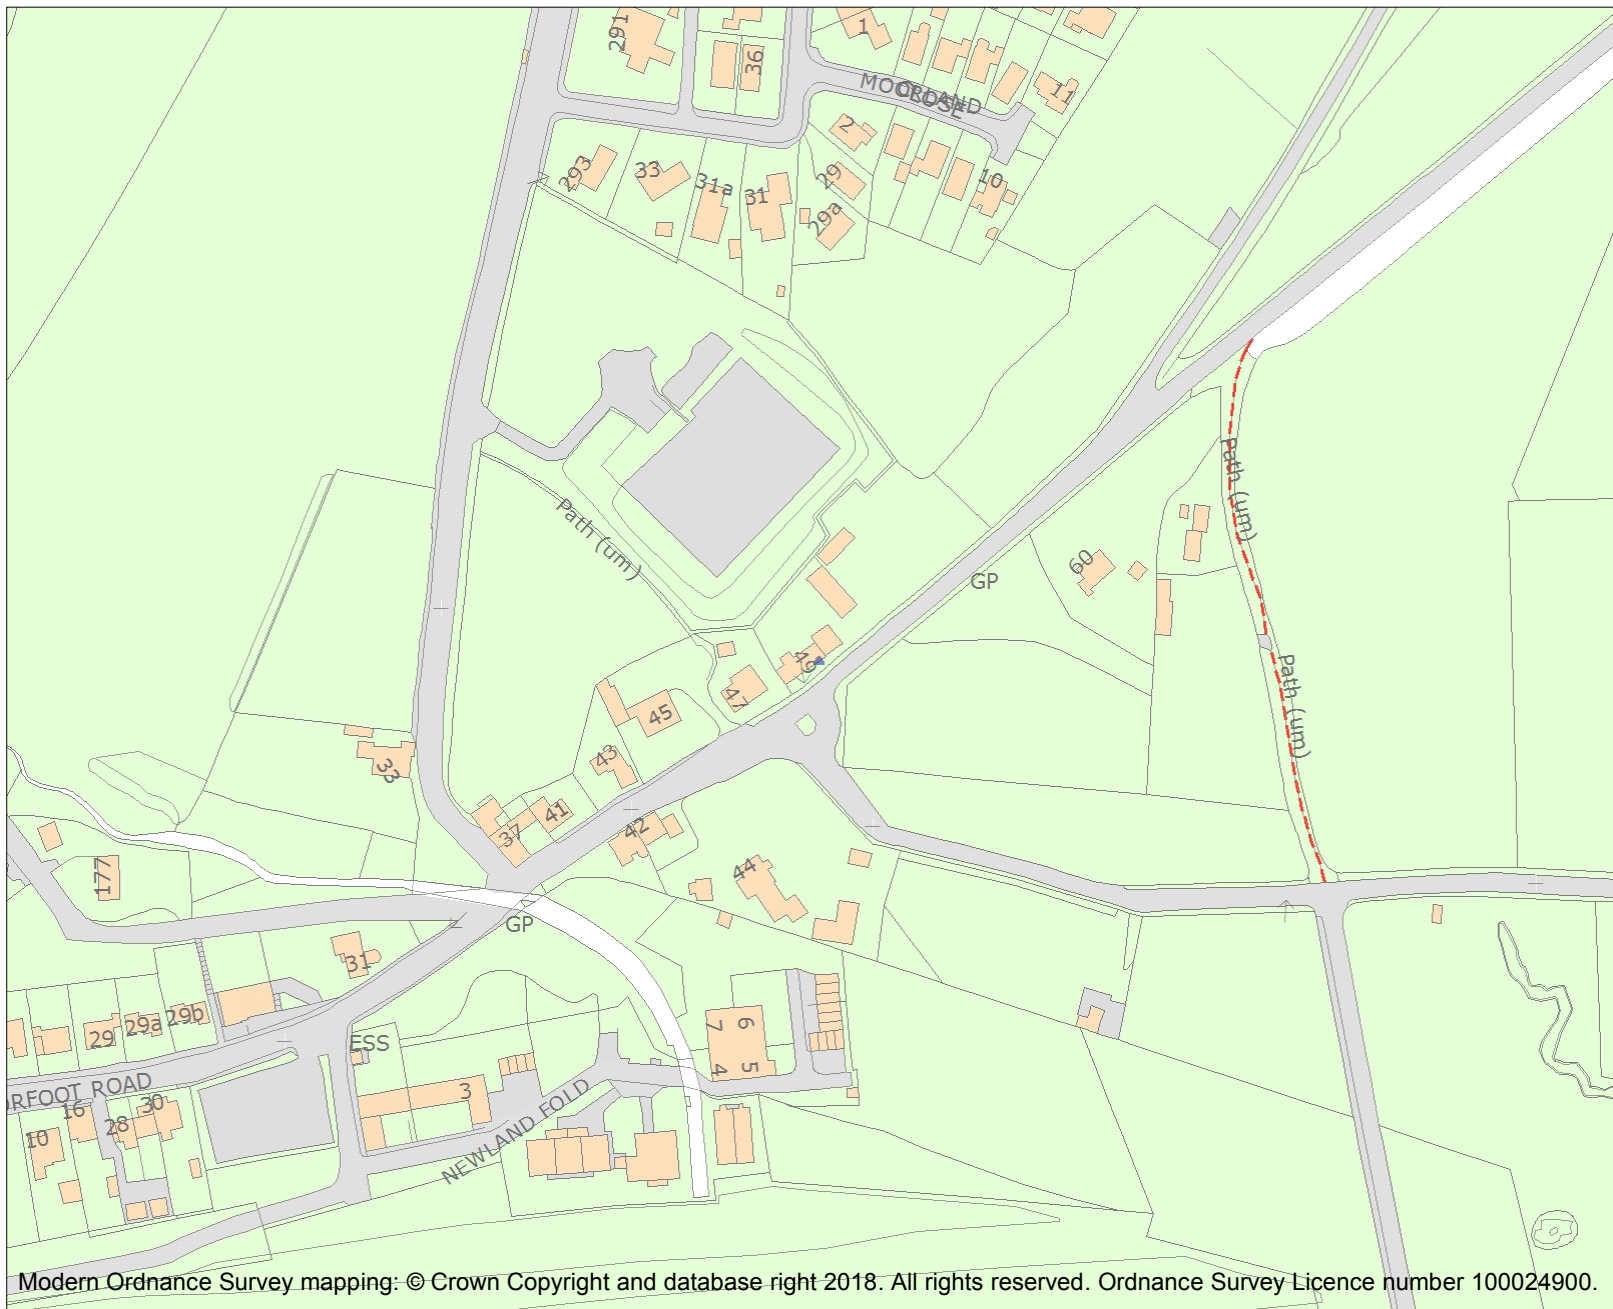 291
36
1
MOORLAND
CLOSE
11
2
293
33
31a
31
29
29a
10
Path (um)
Path (um)
60
GP
49
47
45
Path (um)
43
33
41
37
42
44
177
GP
31
29
29a
29b
ESS
7
6
4
5
3
ORFOOT ROAD
NEWLAND FOLD
10
16
28
30
Modern Ordnance Survey mapping: © Crown Copyright and database right 2018. All rights reserved. Ordnance Survey Licence number 100024900.